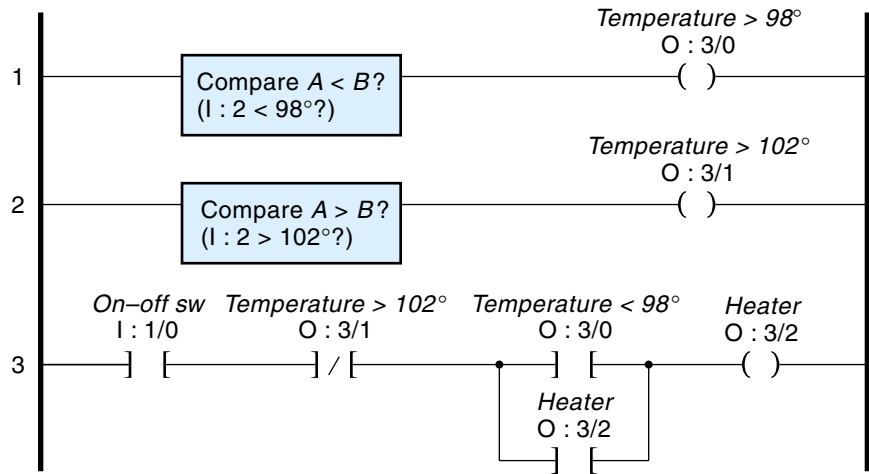 Temperature > 98°
O : 3/0
1
Compare A < B?
(I : 2 < 98°?)
Temperature > 102°
O : 3/1
2
Compare A > B?
(I : 2 > 102°?)
On–off sw
I : 1/0
Temperature > 102°
O : 3/1
Temperature < 98°
O : 3/0
Heater
O : 3/2
3
Heater
O : 3/2